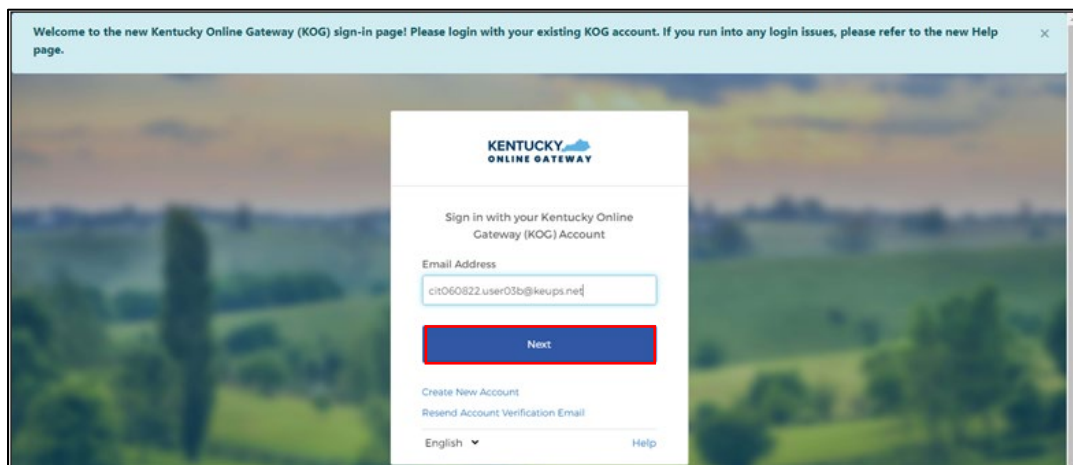 Welcome to the new Kentucky Online Gateway (KOG) sign-in page! Please login with your existing KOG account. If you run into any login issues, please refer to the new Help
page.
×
KENTUCKY
ONLINE GATEWAY
Sign in with your Kentucky Online
Gateway (KOG) Account
Email Address
cit060822.user03b@keups.net
Next
Create New Account
Resend Account Verification Email
English
Help